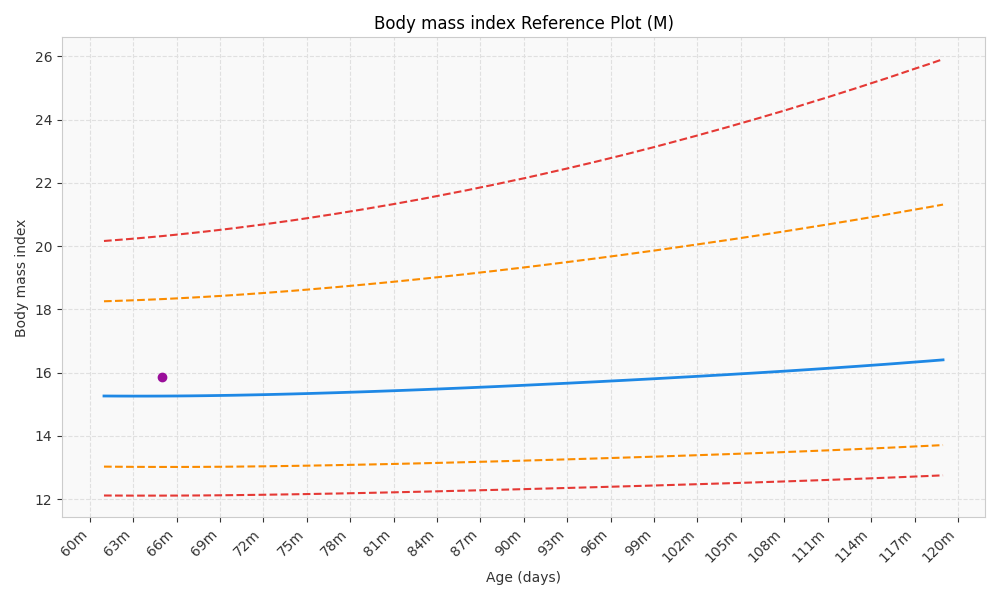 Body mass index Reference Plot (M)
Body mass index
26
24
22
20
18
16
14
12
60m
63m
66m
69m
72m
75m
78m
81m
84m
87m
90m
93m
96m
99m
102m
105m
108m
111m
114m
117m
120m
Age (days)